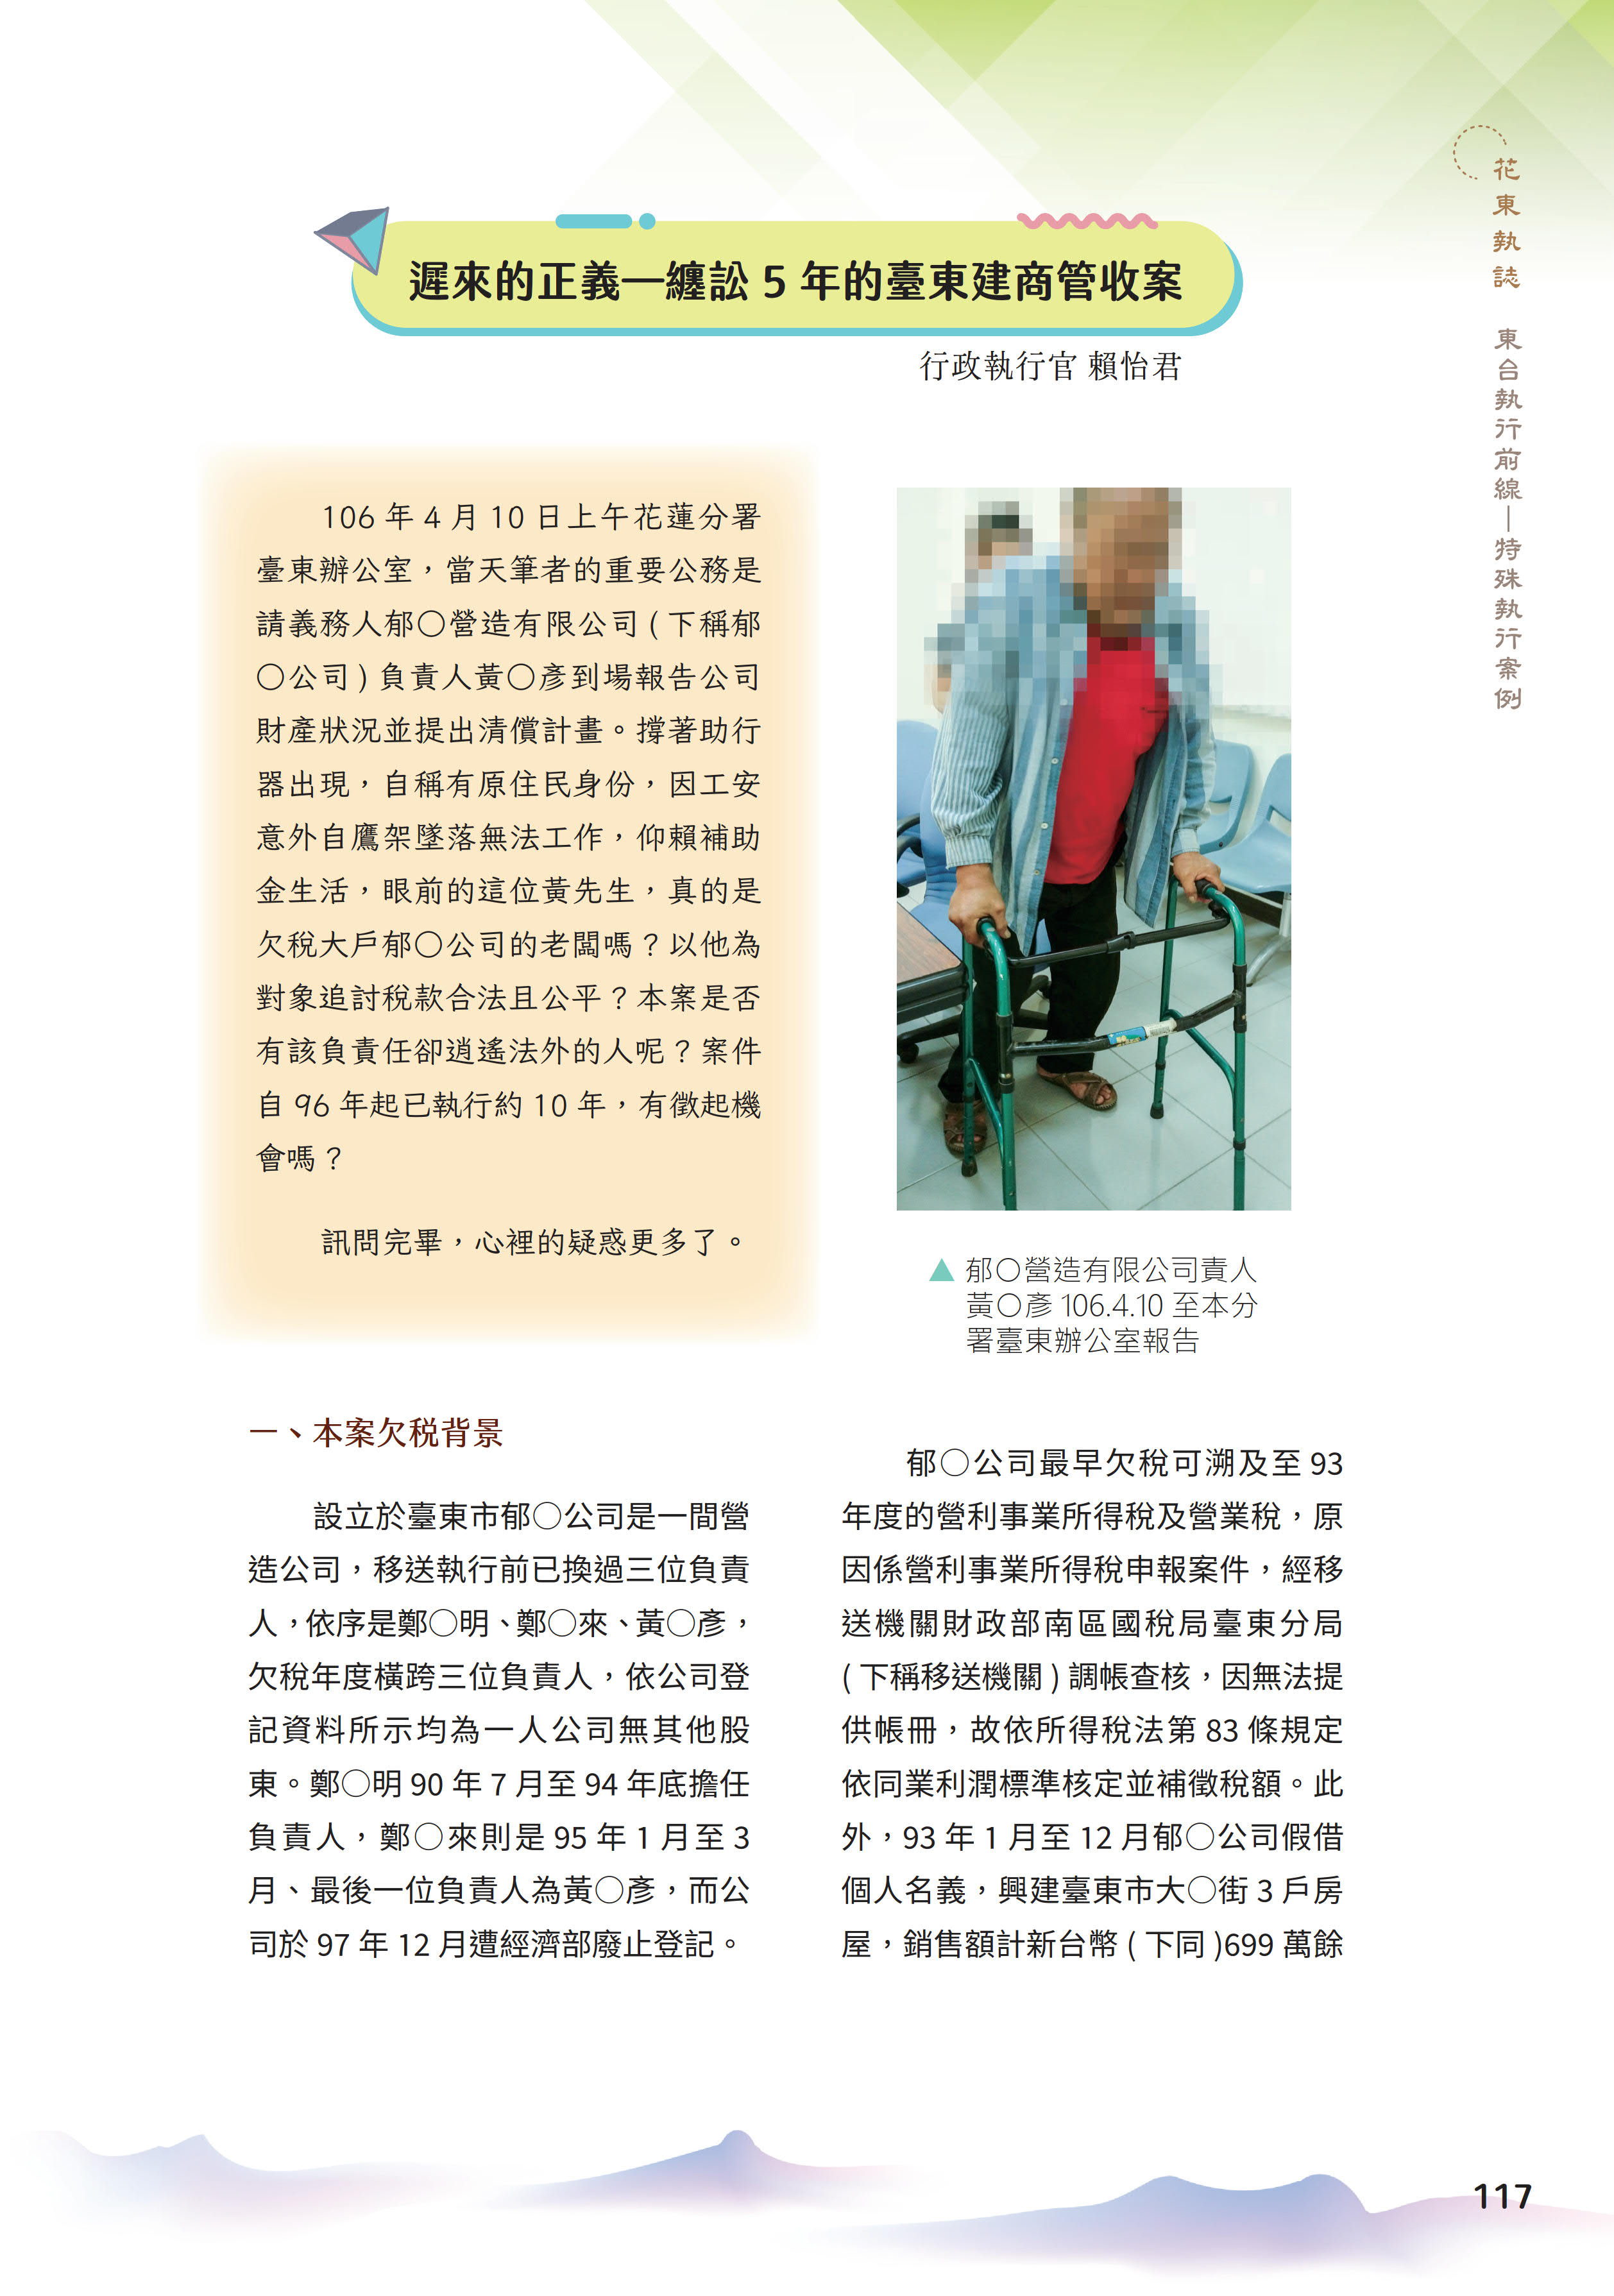 花東執誌
東台執行前線—特殊執行案例
遲來的正義—纏訟 5 年的臺東建商管收案
行政執行官 賴怡君
106 年 4 月 10 日上午花蓮分署
臺東辦公室，當天筆者的重要公務是
請義務人郁〇營造有限公司 ( 下稱郁
〇公司 ) 負責人黃〇彥到場報告公司
財產狀況並提出清償計畫。撐著助行
器出現，自稱有原住民身份，因工安
意外自鷹架墜落無法工作，仰賴補助
金生活，眼前的這位黃先生，真的是
欠稅大戶郁〇公司的老闆嗎？以他為
對象追討稅款合法且公平？本案是否
有該負責任卻逍遙法外的人呢？案件
自 96 年起已執行約 10 年，有徵起機
會嗎？
訊問完畢，心裡的疑惑更多了。
▲ 郁〇營造有限公司責人
黃〇彥 106.4.10 至本分
署臺東辦公室報告
一、本案欠稅背景
設立於臺東市郁〇公司是一間營
造公司，移送執行前已換過三位負責
人，依序是鄭〇明、鄭〇來、黃〇彥，
欠稅年度橫跨三位負責人，依公司登
記資料所示均為一人公司無其他股
東。鄭〇明 90 年 7 月至 94 年底擔任
負責人，鄭〇來則是 95 年 1 月至 3
月、最後一位負責人為黃〇彥，而公
司於 97 年 12 月遭經濟部廢止登記。
郁〇公司最早欠稅可溯及至 93
年度的營利事業所得稅及營業稅，原
因係營利事業所得稅申報案件，經移
送機關財政部南區國稅局臺東分局
( 下稱移送機關 ) 調帳查核，因無法提
供帳冊，故依所得稅法第 83 條規定
依同業利潤標準核定並補徵稅額。此
外，93 年 1 月至 12 月郁〇公司假借
個人名義，興建臺東市大〇街 3 戶房
屋，銷售額計新台幣 ( 下同 )699 萬餘
117